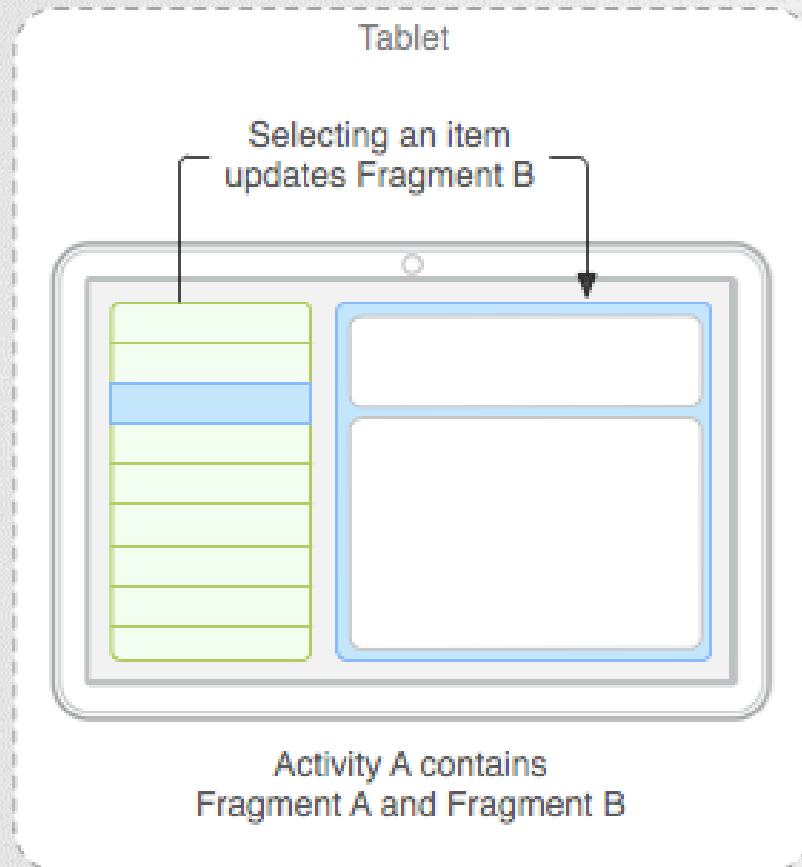 Tablet
Selecting an item
updates Fragment B
Activity A contains
Fragment A and Fragment B